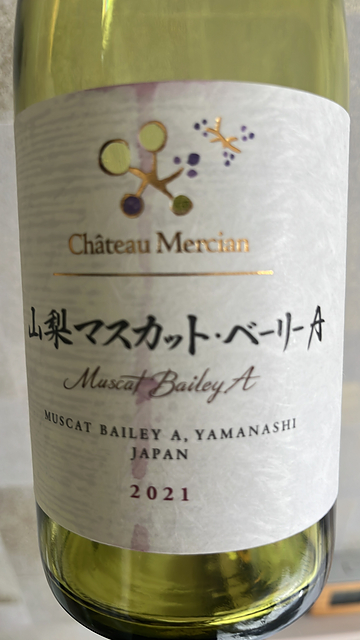 Château Mercian
山梨マスカット・ベーリーA
Muscat Bailey A
MUSCAT BAILEY A, YAMANASHI
JAPAN
2021